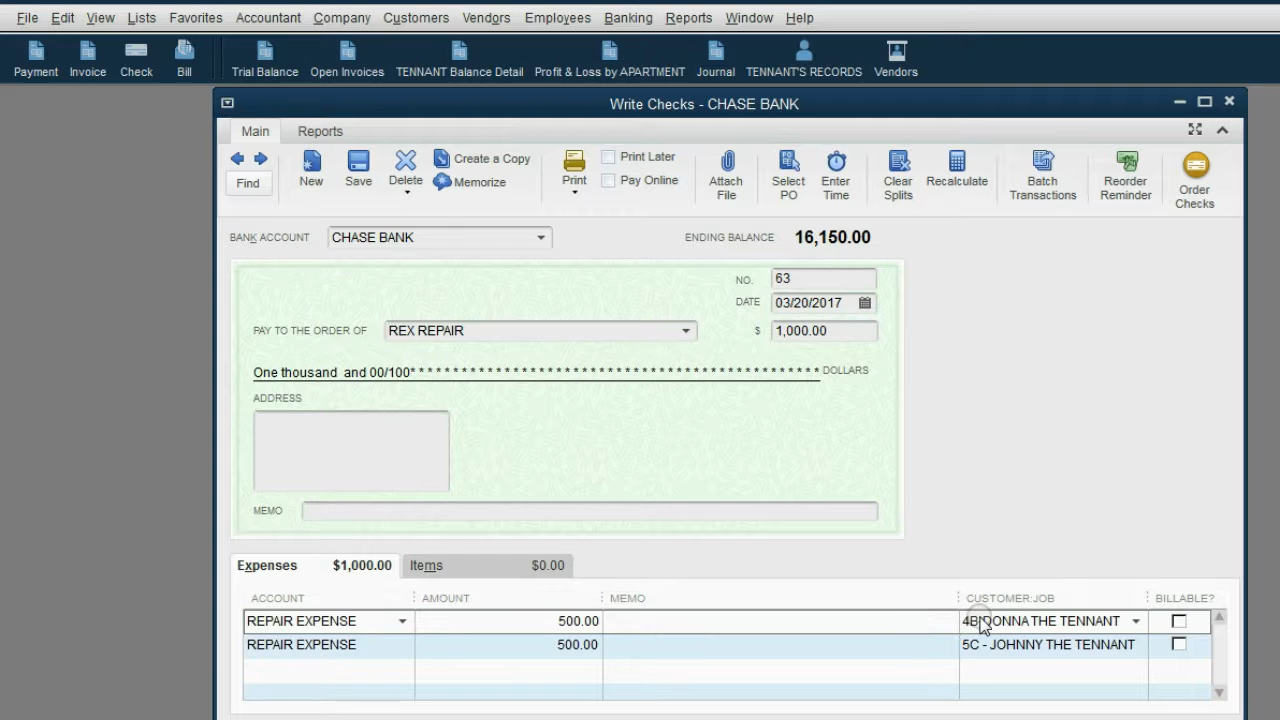 File Edit View Lists Favorites Accountant Company Customers Vendors Employees Banking Reports Window Help
Payment Invoice Check Bill Trial Balance Open Invoices TENNANT Balance Detail Profit & Loss by APARTMENT Journal TENNANT'S RECORDS Vendors
Write Checks - CHASE BANK
Main Reports
Find New Save Delete Create a Copy Memorize Print Print Later Pay Online Attach File Select PO Enter Time Clear Splits Recalculate Batch Transactions Reorder Reminder Order Checks
BANK ACCOUNT CHASE BANK ENDING BALANCE 16,150.00
NO. 63
DATE 03/20/2017
PAY TO THE ORDER OF REX REPAIR $ 1,000.00
One thousand and 00/100* * * * * * * * * * * * * * * * * * * * * * * * * * * * * * * * * * * * * * * * * * * * * * * * * DOLLARS
ADDRESS
MEMO
Expenses $1,000.00 Items $0.00
ACCOUNT AMOUNT MEMO CUSTOMER:JOB BILLABLE?
REPAIR EXPENSE 500.00 4B DONNA THE TENNANT
REPAIR EXPENSE 500.00 5C - JOHNNY THE TENNANT